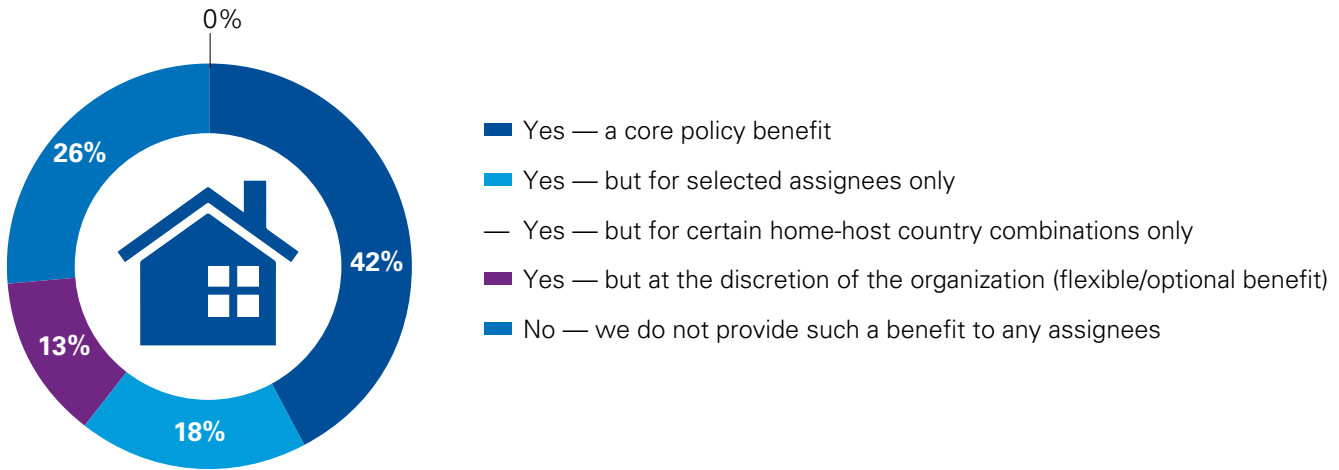 0%
26%
42%
13%
18%
Yes — a core policy benefit
Yes — but for selected assignees only
Yes — but for certain home-host country combinations only
Yes — but at the discretion of the organization (flexible/optional benefit)
No — we do not provide such a benefit to any assignees